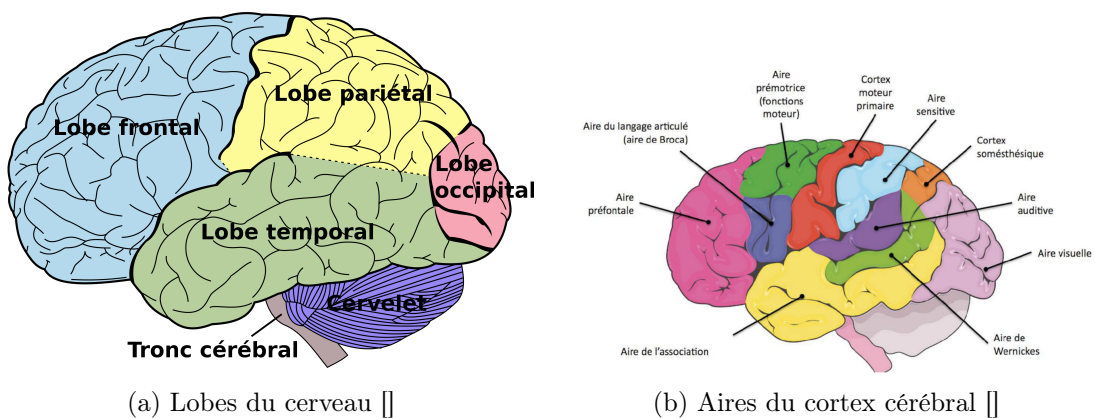 Lobe frontal
Lobe pariétal
Lobe
occipital
Lobe temporal
Cervelet
Tronc cérébral
(a) Lobes du cerveau []
Aire
prémotrice
(fonctions
moteur)
Cortex
moteur
primaire
Aire
sensitive
Aire du langage articulé
(aire de Broca)
Cortex
somésthésique
Aire
préfontale
Aire
auditive
Aire visuelle
Aire de l'association
Aire de
Wernickes
(b) Aires du cortex cérébral []